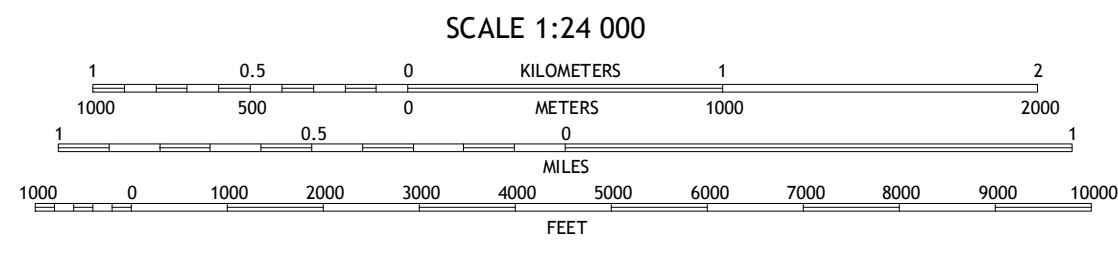 SCALE 1:24 000
1 0.5 0 KILOMETERS 1 2
1000 500 0 METERS 1000 2000
1 0.5 0 1
MILES
1000 0 1000 2000 3000 4000 5000 6000 7000 8000 9000 10000
FEET